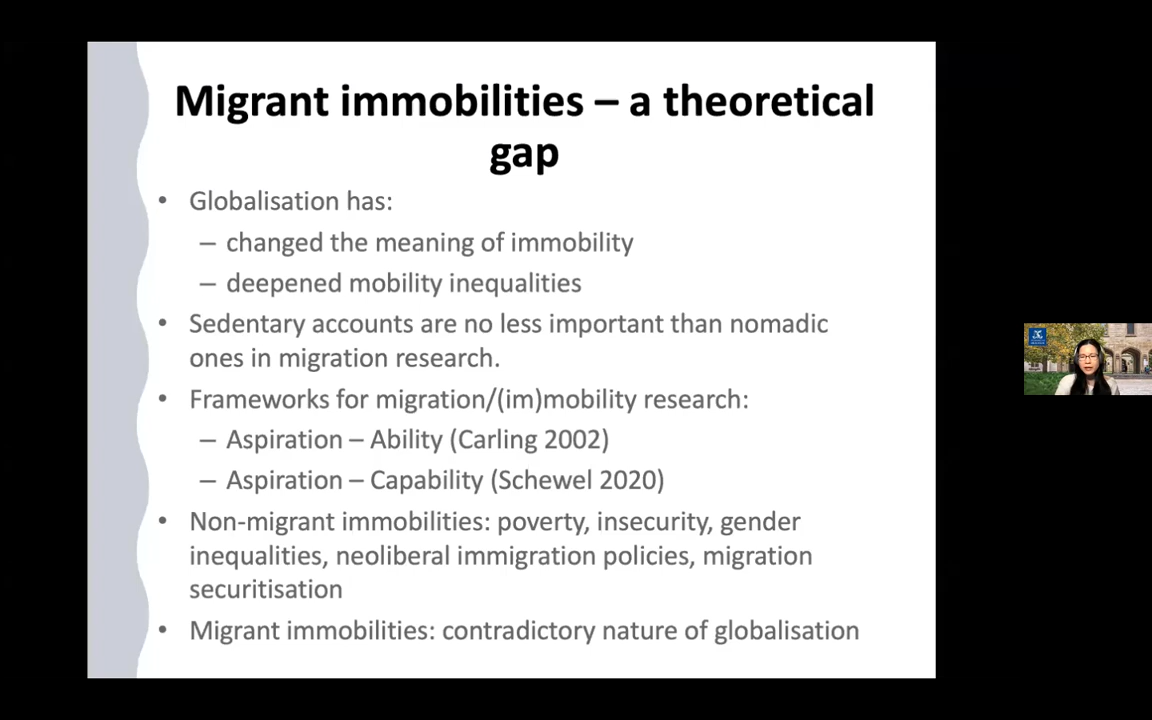 Migrant immobilities – a theoretical
gap
• Globalisation has:
– changed the meaning of immobility
– deepened mobility inequalities
• Sedentary accounts are no less important than nomadic
ones in migration research.
• Frameworks for migration/(im)mobility research:
– Aspiration – Ability (Carling 2002)
– Aspiration – Capability (Schewel 2020)
• Non-migrant immobilities: poverty, insecurity, gender
inequalities, neoliberal immigration policies, migration
securitisation
• Migrant immobilities: contradictory nature of globalisation